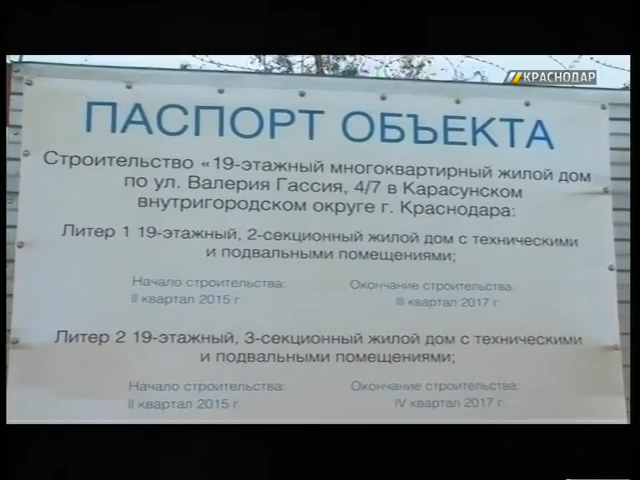 КРАСНОДАР
ПАСПОРТ ОБЪЕКТА
Строительство «19-этажный многоквартирный жилой дом
по ул. Валерия Гассия, 4/7 в Карасунском
внутригородском округе г. Краснодара:
Литер 1 19-этажный, 2-секционный жилой дом с техническими
и подвальными помещениями;
Начало строительства: Окончание строительства:
II квартал 2015 г. III квартал 2017 г.
Литер 2 19-этажный, 3-секционный жилой дом с техническими
и подвальными помещениями;
Начало строительства: Окончание строительства:
II квартал 2015 г. IV квартал 2017 г.